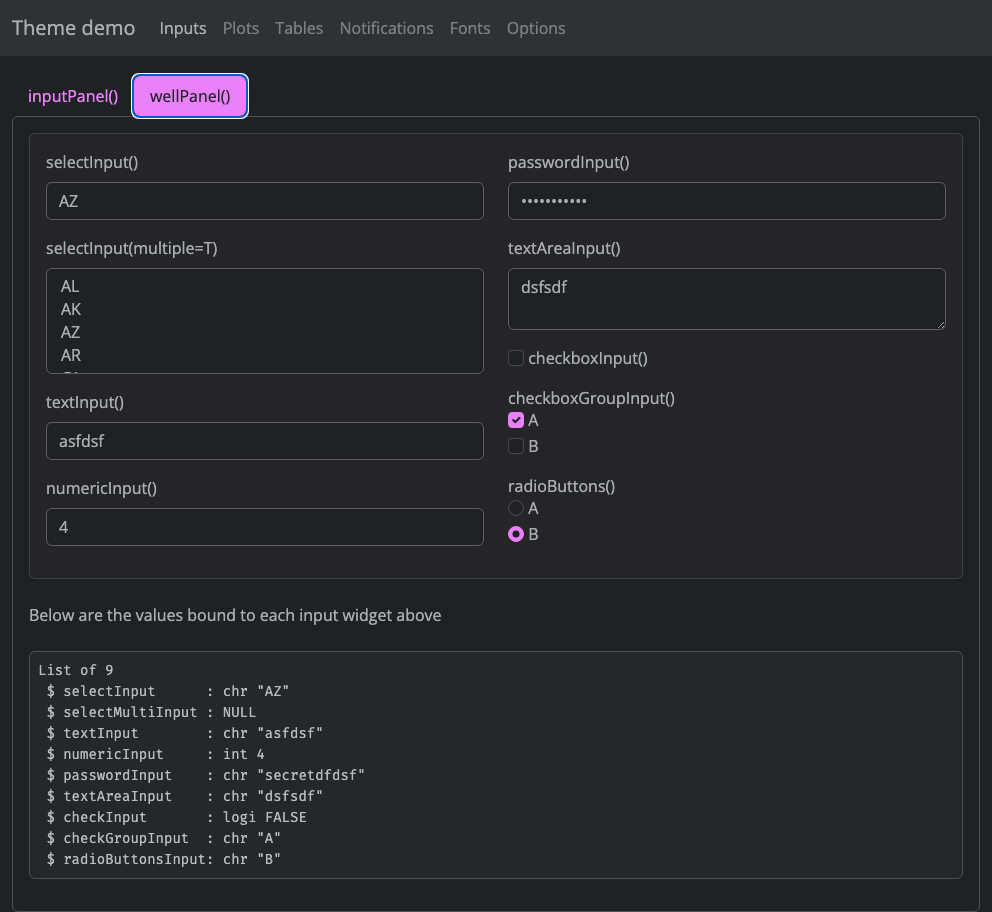 Theme demo Inputs Plots Tables Notifications Fonts Options
inputPanel() wellPanel()
selectInput()
AZ
selectInput(multiple=T)
AL
AK
AZ
AR
textInput()
asfdsf
numericInput()
4
passwordInput()
•••••••••••
textAreaInput()
dsfsdf
checkboxInput()
checkboxGroupInput()
A
B
radioButtons()
A
B
Below are the values bound to each input widget above
List of 9
 $ selectInput      : chr "AZ"
 $ selectMultiInput : NULL
 $ textInput        : chr "asfdsf"
 $ numericInput     : int 4
 $ passwordInput    : chr "secretdfdsf"
 $ textAreaInput    : chr "dsfsdf"
 $ checkInput       : logi FALSE
 $ checkGroupInput  : chr "A"
 $ radioButtonsInput: chr "B"